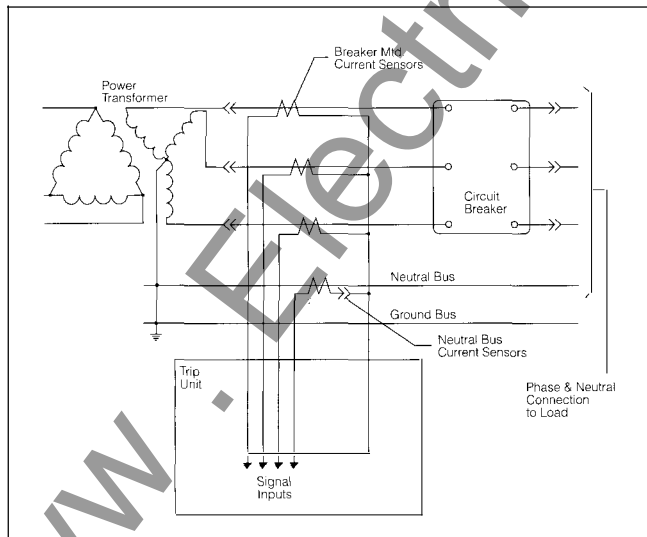 Breaker Mtd.
Current Sensors
Power
Transformer
Circuit
Breaker
Neutral Bus
Ground Bus
Neutral Bus
Current Sensors
Trip
Unit
Phase & Neutral
Connection
to Load
Signal
Inputs
w . Electri